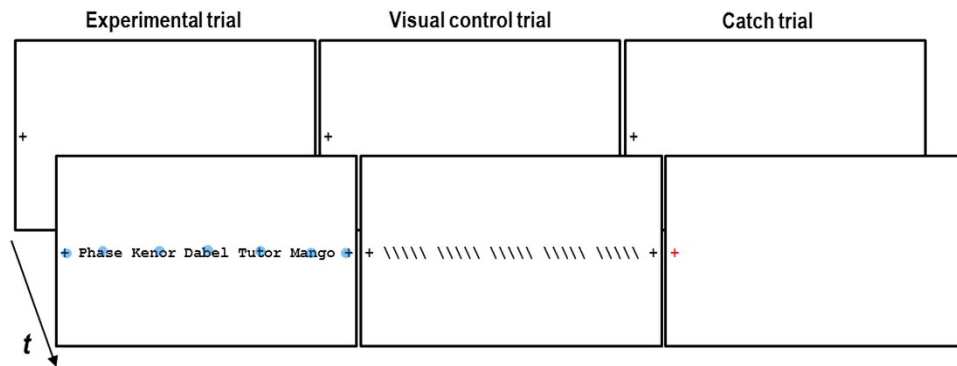 Experimental trial Visual control trial Catch trial
+ + +
+ Phase Kenor Dabel Tutor Mango + + \\\\\ \\\\\ \\\\\ \\\\\ \\\\\ + +
t